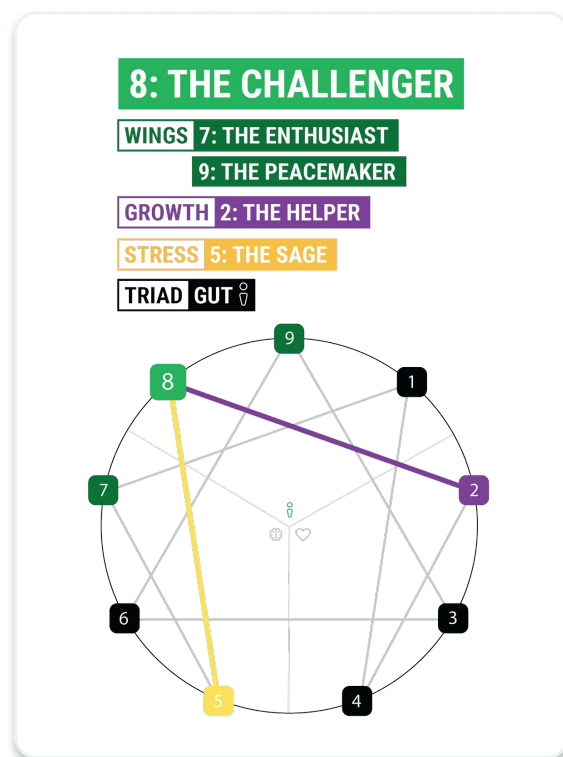 8: THE CHALLENGER
WINGS 7: THE ENTHUSIAST
9: THE PEACEMAKER
GROWTH 2: THE HELPER
STRESS 5: THE SAGE
TRIAD GUT
9
8
1
7
2
6
3
5
4